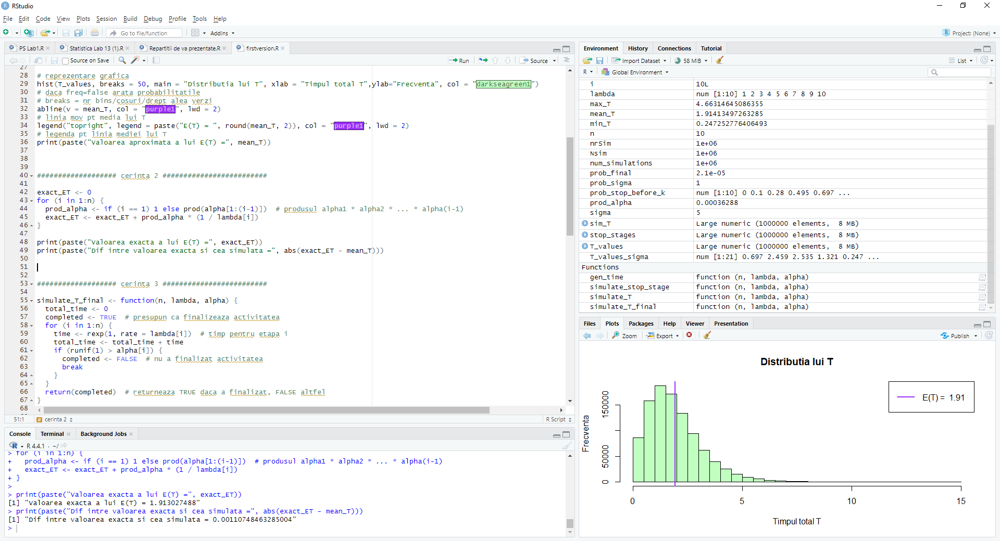 RStudio
File Edit Code View Plots Session Build Debug Profile Tools Help
Go to file/function Addins Project: (None)
PS Lab1.R Statistica Lab 13 (1).R Repartitii de va prezentate.R firstversion.R
Source on Save Run Source
27
28 # reprezentare grafica
29 hist(T_values, breaks = 50, main = "Distributia lui T", xlab = "Timpul total T",ylab="Frecventa", col = "darkseagreen1")
30 # daca freq=false arata probabilitatile
31 # breaks = nr bins/cosuri/drept alea verzi
32 abline(v = mean_T, col = "purple1", lwd = 2)
33 # linia mov pt media lui T
34 legend("topright", legend = paste("E(T) = ", round(mean_T, 2)), col = "purple1", lwd = 2)
35 # legenda pt linia mediei lui T
36 print(paste("Valoarea aproximata a lui E(T) =", mean_T))
37
38
39
40 ################### cerinta 2 #########################
41
42 exact_ET <- 0
43 for (i in 1:n) {
44 prod_alpha <- if (i == 1) 1 else prod(alpha[1:(i-1)]) # produsul alpha1 * alpha2 * ... * alpha(i-1)
45 exact_ET <- exact_ET + prod_alpha * (1 / lambda[i])
46 }
47
48 print(paste("Valoarea exacta a lui E(T) =", exact_ET))
49 print(paste("Dif intre valoarea exacta si cea simulata =", abs(exact_ET - mean_T)))
50
51
52
53 ################### cerinta 3 #########################
54
55 simulate_T_final <- function(n, lambda, alpha) {
56 total_time <- 0
57 completed <- TRUE # presupun ca finalizeaza activitatea
58 for (i in 1:n) {
59 time <- rexp(1, rate = lambda[i]) # timp pentru etapa i
60 total_time <- total_time + time
61 if (runif(1) > alpha[i]) {
62 completed <- FALSE # nu a finalizat activitatea
63 break
64 }
65 }
66 return(completed) # returneaza TRUE daca a finalizat, FALSE altfel
67 }
68
51:1 # cerinta 2 R Script
Console Terminal Background Jobs
R R 4.4.1 · ~/
> for (i in 1:n) {
+ prod_alpha <- if (i == 1) 1 else prod(alpha[1:(i-1)]) # produsul alpha1 * alpha2 * ... * alpha(i-1)
+ exact_ET <- exact_ET + prod_alpha * (1 / lambda[i])
+ }
>
> print(paste("Valoarea exacta a lui E(T) =", exact_ET))
[1] "Valoarea exacta a lui E(T) = 1.913027488"
> print(paste("Dif intre valoarea exacta si cea simulata =", abs(exact_ET - mean_T)))
[1] "Dif intre valoarea exacta si cea simulata = 0.00110748463285004"
>
Environment History Connections Tutorial
Import Dataset 58 MiB List
R Global Environment
i 10L
lambda num [1:10] 1 2 3 4 5 6 7 8 9 10
max_T 4.66314645086355
mean_T 1.91413497263285
min_T 0.247252776406493
n 10
nrSim 1e+06
Nsim 1e+06
num_simulations 1e+06
prob_final 2.1e-05
prob_sigma 1
prob_stop_before_k num [1:10] 0 0.1 0.28 0.495 0.697 ...
prod_alpha 0.00036288
sigma 5
sim_T Large numeric (1000000 elements, 8 MB)
stop_stages Large numeric (1000000 elements, 8 MB)
T_values Large numeric (1000000 elements, 8 MB)
T_values_sigma num [1:21] 0.697 2.459 2.535 1.321 0.247 ...
Functions
gen_time function (n, lambda, alpha)
simulate_stop_stage function (n, lambda, alpha)
simulate_T function (n, lambda, alpha)
simulate_T_final function (n, lambda, alpha)
Files Plots Packages Help Viewer Presentation
Zoom Export Publish
Distributia lui T
E(T) = 1.91
Frecventa
150000
50000
0
0 5 10 15
Timpul total T